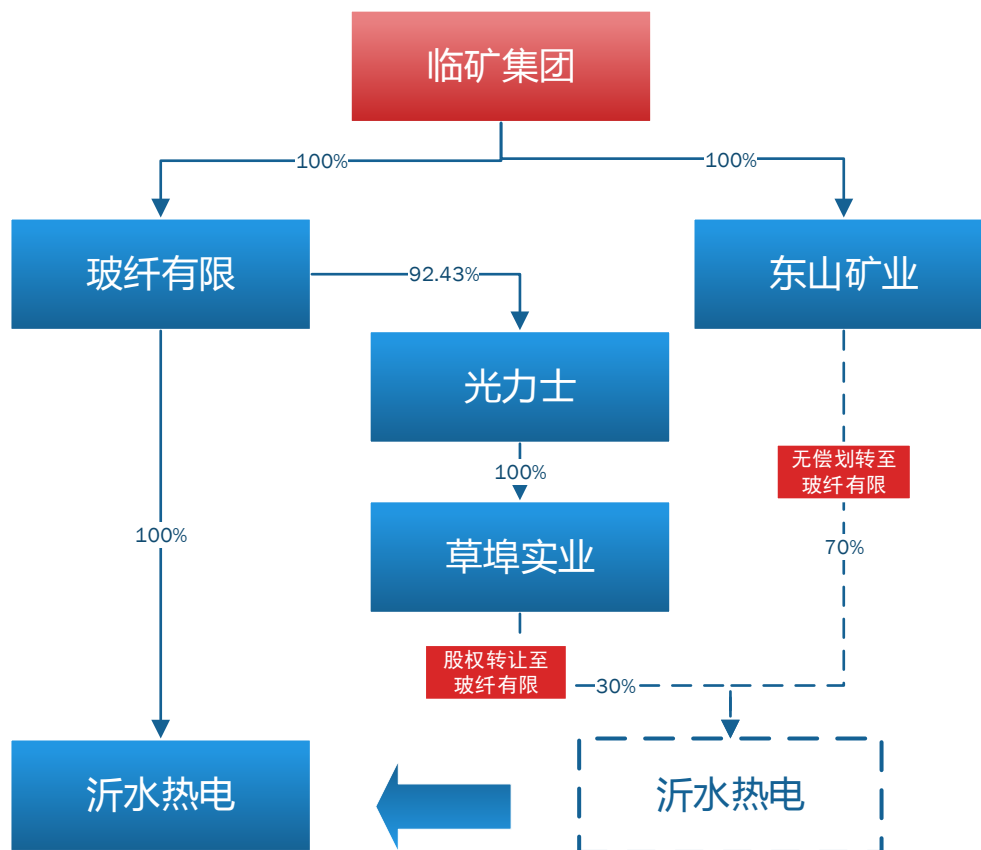 临矿集团
100%
100%
玻纤有限
92.43%
东山矿业
光力士
100%
无偿划转至
玻纤有限
100%
草埠实业
70%
股权转让至
玻纤有限
30%
沂水热电
沂水热电